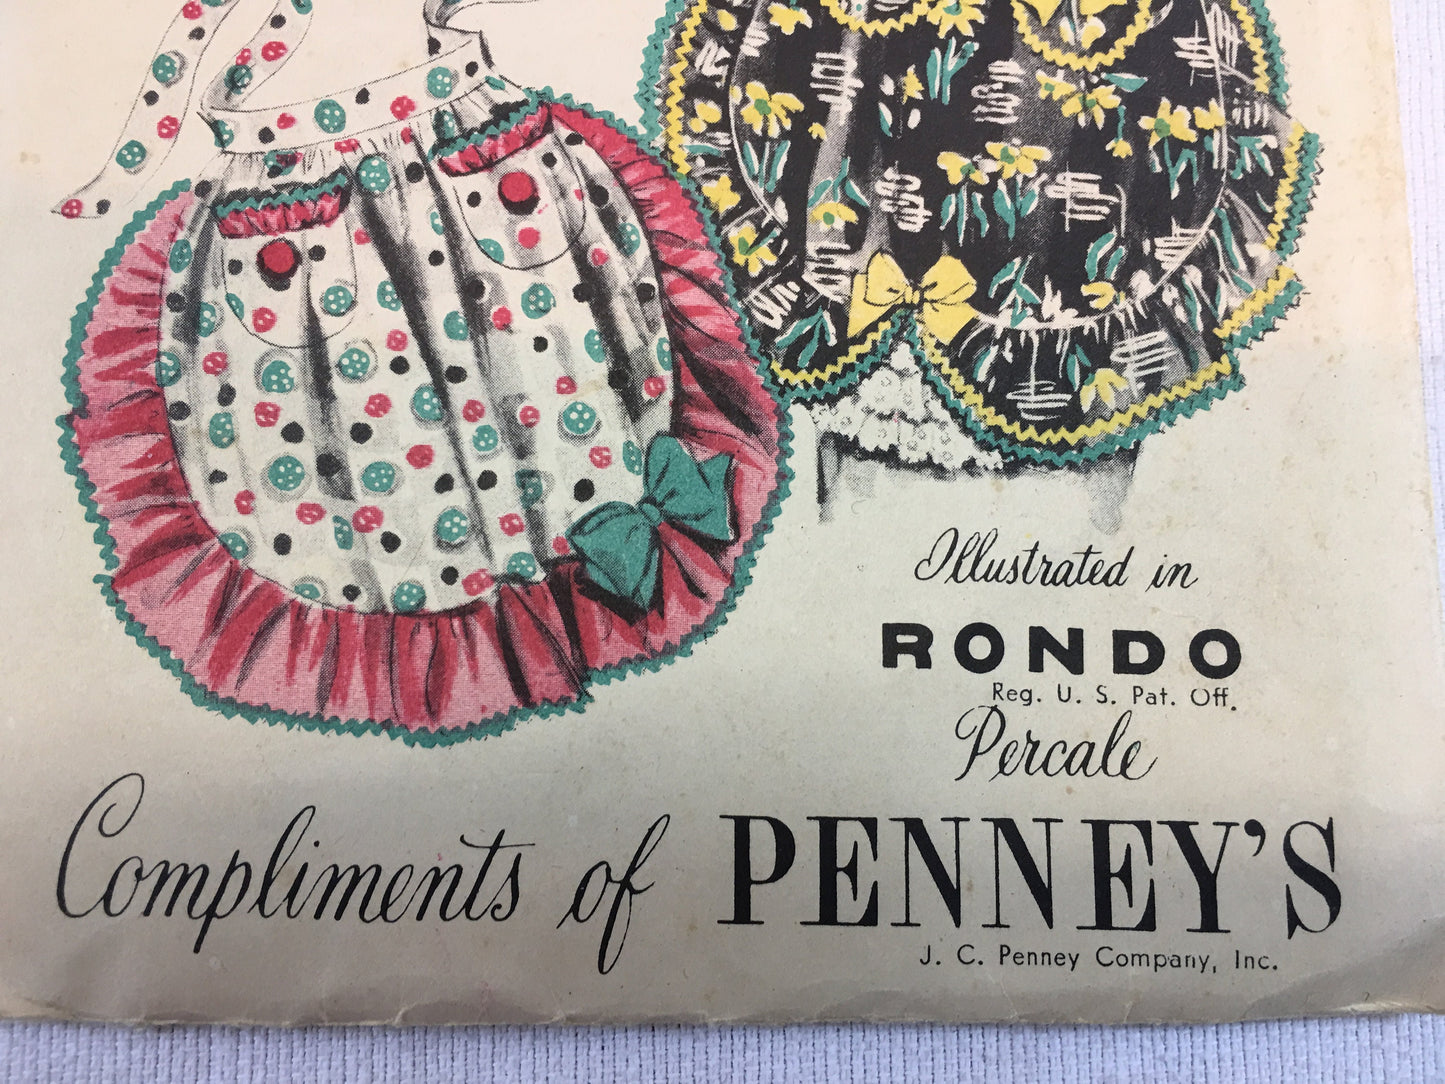 Illustrated in
RONDO
Reg. U. S. Pat. Off.
Percale
Compliments of PENNEY'S
J. C. Penney Company, Inc.